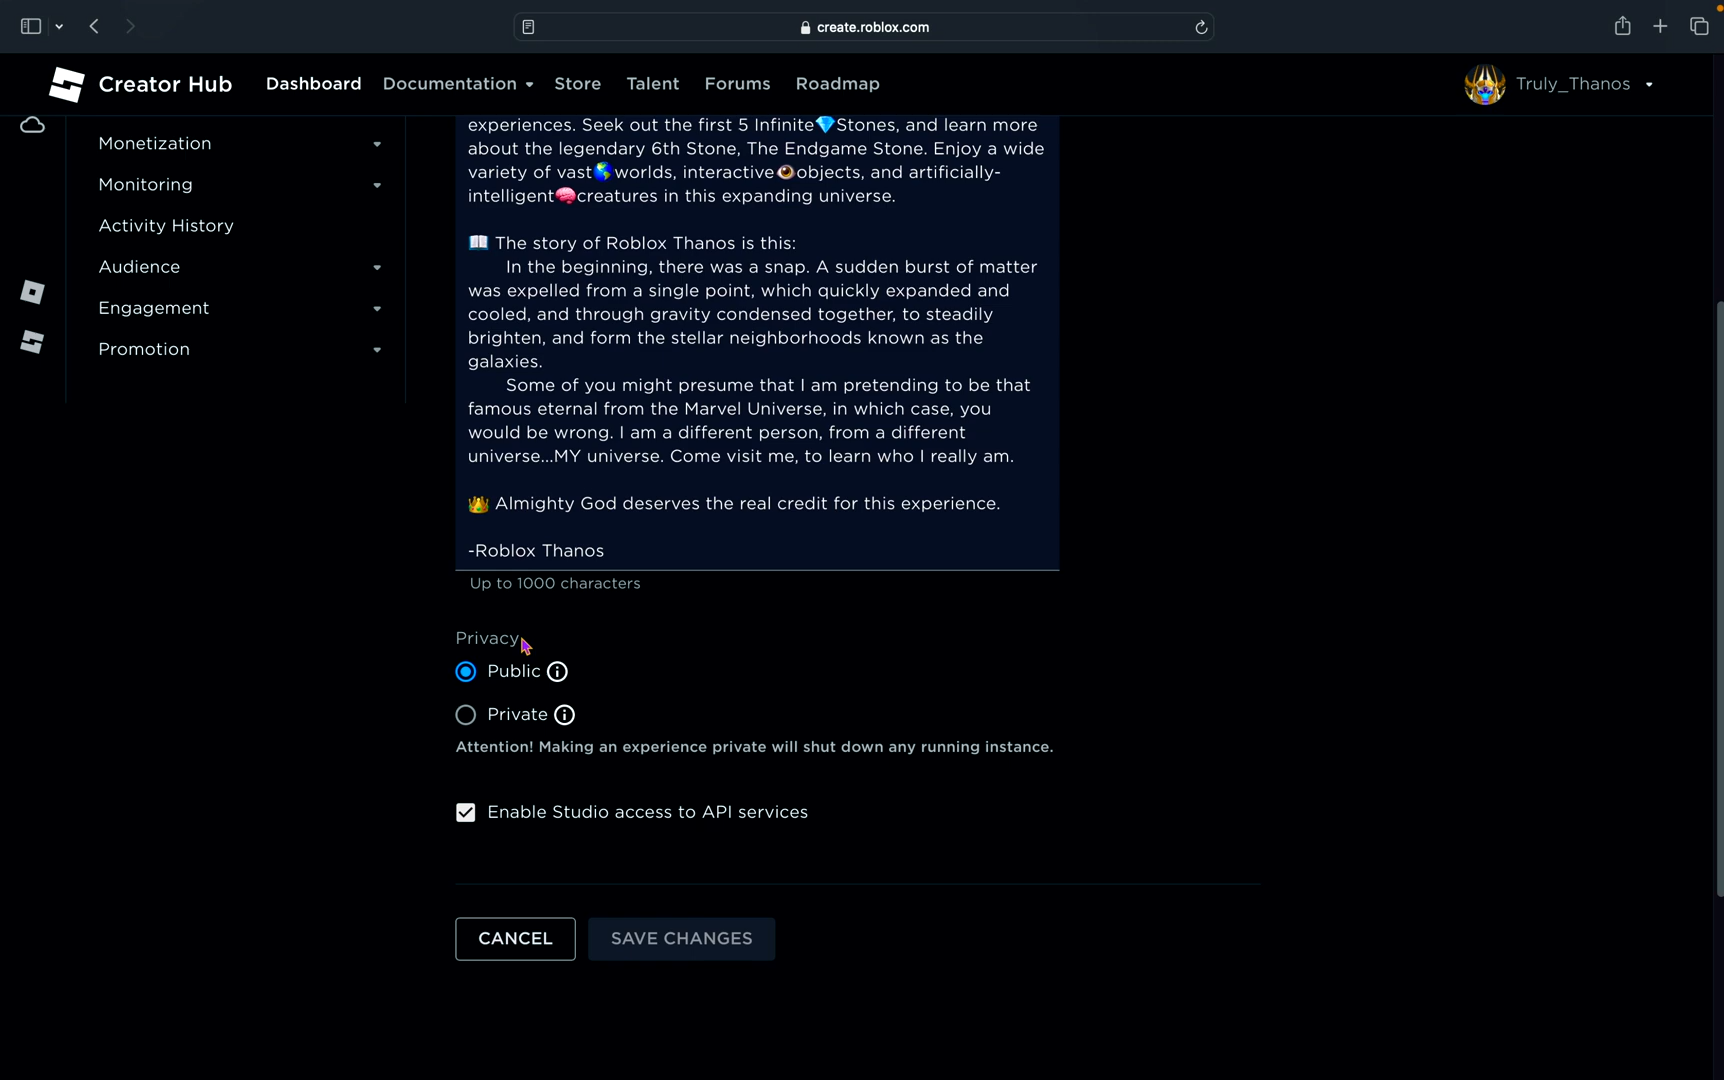 create.roblox.com
Creator Hub
Dashboard
Documentation
Store
Talent
Forums
Roadmap
Truly_Thanos
Monetization
Monitoring
Activity History
Audience
Engagement
Promotion
experiences. Seek out the first 5 Infinite💎Stones, and learn more
about the legendary 6th Stone, The Endgame Stone. Enjoy a wide
variety of vast🌎worlds, interactive👁️objects, and artificially-
intelligent🧠creatures in this expanding universe.
📖 The story of Roblox Thanos is this:
In the beginning, there was a snap. A sudden burst of matter
was expelled from a single point, which quickly expanded and
cooled, and through gravity condensed together, to steadily
brighten, and form the stellar neighborhoods known as the
galaxies.
Some of you might presume that I am pretending to be that
famous eternal from the Marvel Universe, in which case, you
would be wrong. I am a different person, from a different
universe...MY universe. Come visit me, to learn who I really am.
👑 Almighty God deserves the real credit for this experience.
-Roblox Thanos
Up to 1000 characters
Privacy
Public
Private
Attention! Making an experience private will shut down any running instance.
Enable Studio access to API services
CANCEL
SAVE CHANGES